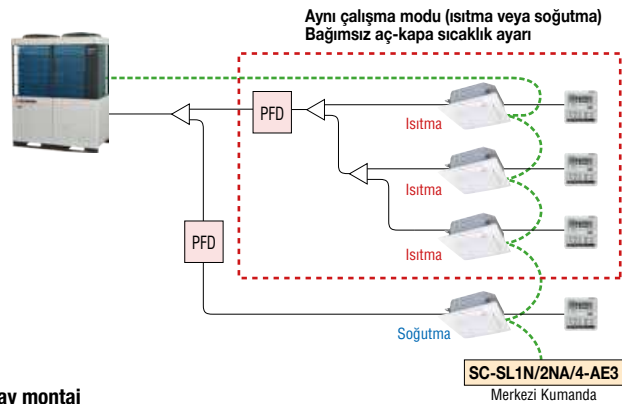 Aynı çalışma modu (ısıtma veya soğutma)
Bağımsız aç-kapa sıcaklık ayarı
PFD
Isıtma
Isıtma
PFD
Isıtma
Soğutma
SC-SL1N/2NA/4-AE3
Merkezi Kumanda
montaj